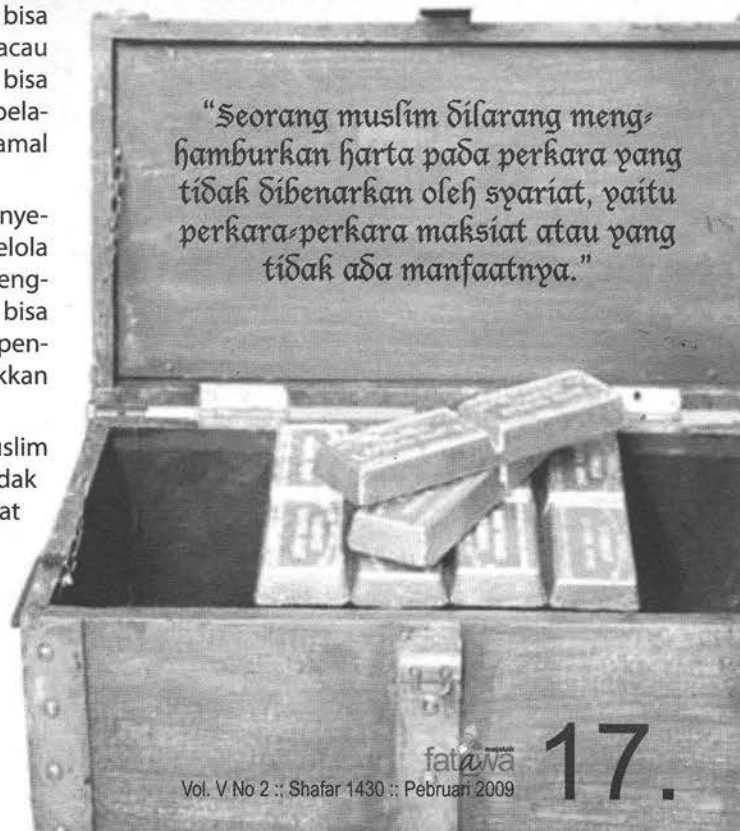 bisa
acau
bisa
pela-
amal
nye-
elola
eng-
bisa
pen-
kkan
uslim
dak
at
“Seorang muslim dilarang meng-
hamburkan harta pada perkara yang
tidak dibenarkan oleh syariat, yaitu
perkara-perkara maksiat atau yang
tidak ada manfaatnya.”
majalah
fatawa
Vol. V No 2 :: Shafar 1430 :: Pebruari 2009
17.